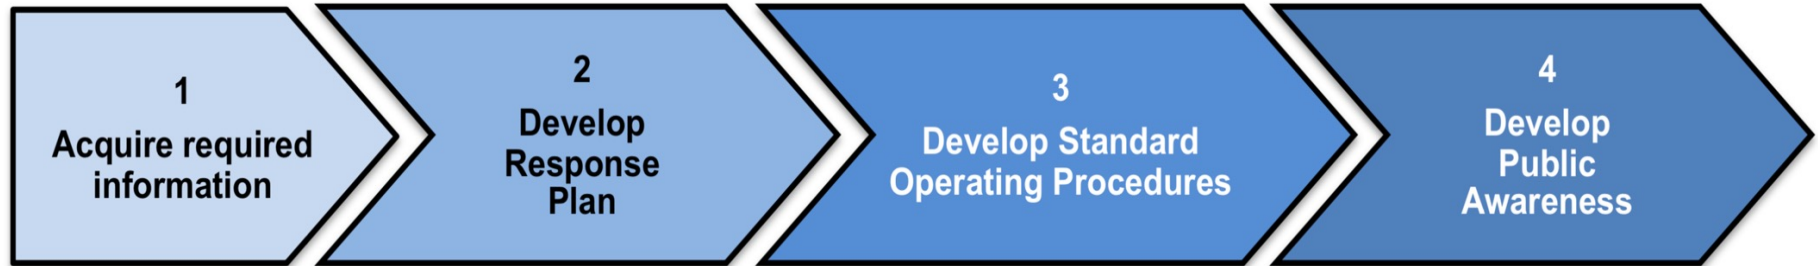 1
Acquire required
information
2
Develop
Response
Plan
3
Develop Standard
Operating Procedures
4
Develop
Public
Awareness